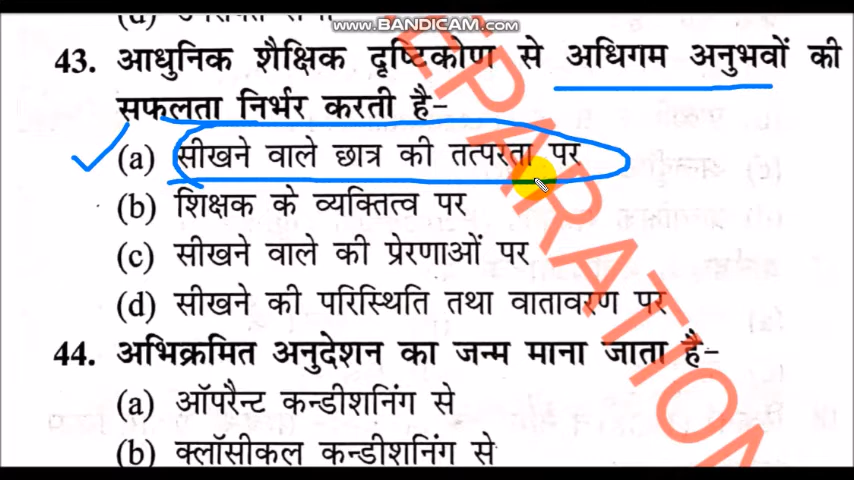 www.BANDICAM.com
43. आधुनिक शैक्षिक दृष्टिकोण से अधिगम अनुभवों की
सफलता निर्भर करती है-
(a) सीखने वाले छात्र की तत्परता पर
(b) शिक्षक के व्यक्तित्व पर
(c) सीखने वाले की प्रेरणाओं पर
(d) सीखने की परिस्थिति तथा वातावरण पर
44. अभिक्रमित अनुदेशन का जन्म माना जाता है-
(a) ऑपरैन्ट कन्डीशनिंग से
(b) क्लॉसीकल कन्डीशनिंग से
EPARATION